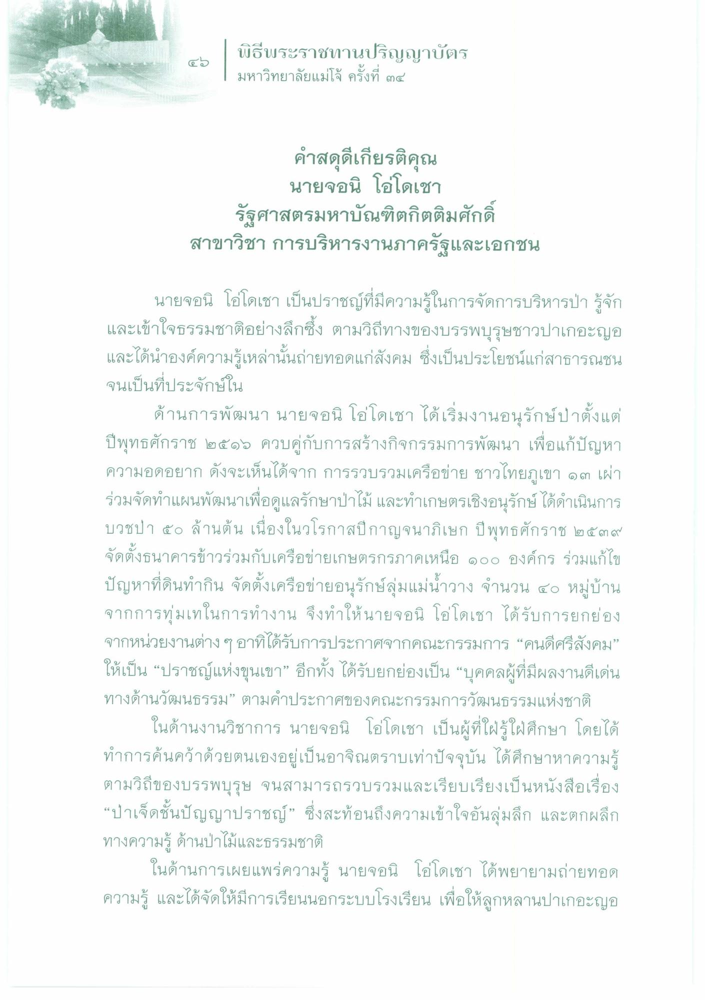 ๔๖
พิธีพระราชทานปริญญาบัตร
มหาวิทยาลัยแม่โจ้ ครั้งที่ ๓๔
คำสดุดีเกียรติคุณ
นายจอนิ โอ่โดเชา
รัฐศาสตรมหาบัณฑิตกิตติมศักดิ์
สาขาวิชา การบริหารงานภาครัฐและเอกชน
นายจอนิ โอ่โดเชา เป็นปราชญ์ที่มีความรู้ในการจัดการบริหารป่า รู้จัก
และเข้าใจธรรมชาติอย่างลึกซึ้ง ตามวิถีทางของบรรพบุรุษชาวปาเกอะญอ
และได้นำองค์ความรู้เหล่านั้นถ่ายทอดแก่สังคม ซึ่งเป็นประโยชน์แก่สาธารณชน
จนเป็นที่ประจักษ์ใน
ด้านการพัฒนา นายจอนิ โอ่โดเชา ได้เริ่มงานอนุรักษ์ป่าตั้งแต่
ปีพุทธศักราช ๒๕๑๖ ควบคู่กับการสร้างกิจกรรมการพัฒนา เพื่อแก้ปัญหา
ความอดอยาก ดังจะเห็นได้จาก การรวบรวมเครือข่าย ชาวไทยภูเขา ๑๓ เผ่า
ร่วมจัดทำแผนพัฒนาเพื่อดูแลรักษาป่าไม้ และทำเกษตรเชิงอนุรักษ์ ได้ดำเนินการ
บวชป่า ๕๐ ล้านต้น เนื่องในวโรกาสปีกาญจนาภิเษก ปีพุทธศักราช ๒๕๓๙
จัดตั้งธนาคารข้าวร่วมกับเครือข่ายเกษตรกรภาคเหนือ ๑๐๐ องค์กร ร่วมแก้ไข
ปัญหาที่ดินทำกิน จัดตั้งเครือข่ายอนุรักษ์ลุ่มแม่น้ำวาง จำนวน ๔๐ หมู่บ้าน
จากการทุ่มเทในการทำงาน จึงทำให้นายจอนิ โอ่โดเชา ได้รับการยกย่อง
จากหน่วยงานต่าง ๆ อาทิได้รับการประกาศจากคณะกรรมการ “คนดีศรีสังคม”
ให้เป็น “ปราชญ์แห่งขุนเขา” อีกทั้ง ได้รับยกย่องเป็น “บุคคลผู้ที่มีผลงานดีเด่น
ทางด้านวัฒนธรรม” ตามคำประกาศของคณะกรรมการวัฒนธรรมแห่งชาติ
ในด้านงานวิชาการ นายจอนิ โอ่โดเชา เป็นผู้ที่ใฝ่รู้ใฝ่ศึกษา โดยได้
ทำการค้นคว้าด้วยตนเองอยู่เป็นอาจิณตราบเท่าปัจจุบัน ได้ศึกษาหาความรู้
ตามวิถีของบรรพบุรุษ จนสามารถรวบรวมและเรียบเรียงเป็นหนังสือเรื่อง
“ป่าเจ็ดชั้นปัญญาปราชญ์” ซึ่งสะท้อนถึงความเข้าใจอันลุ่มลึก และตกผลึก
ทางความรู้ ด้านป่าไม้และธรรมชาติ
ในด้านการเผยแพร่ความรู้ นายจอนิ โอ่โดเชา ได้พยายามถ่ายทอด
ความรู้ และได้จัดให้มีการเรียนนอกระบบโรงเรียน เพื่อให้ลูกหลานปาเกอะญอ